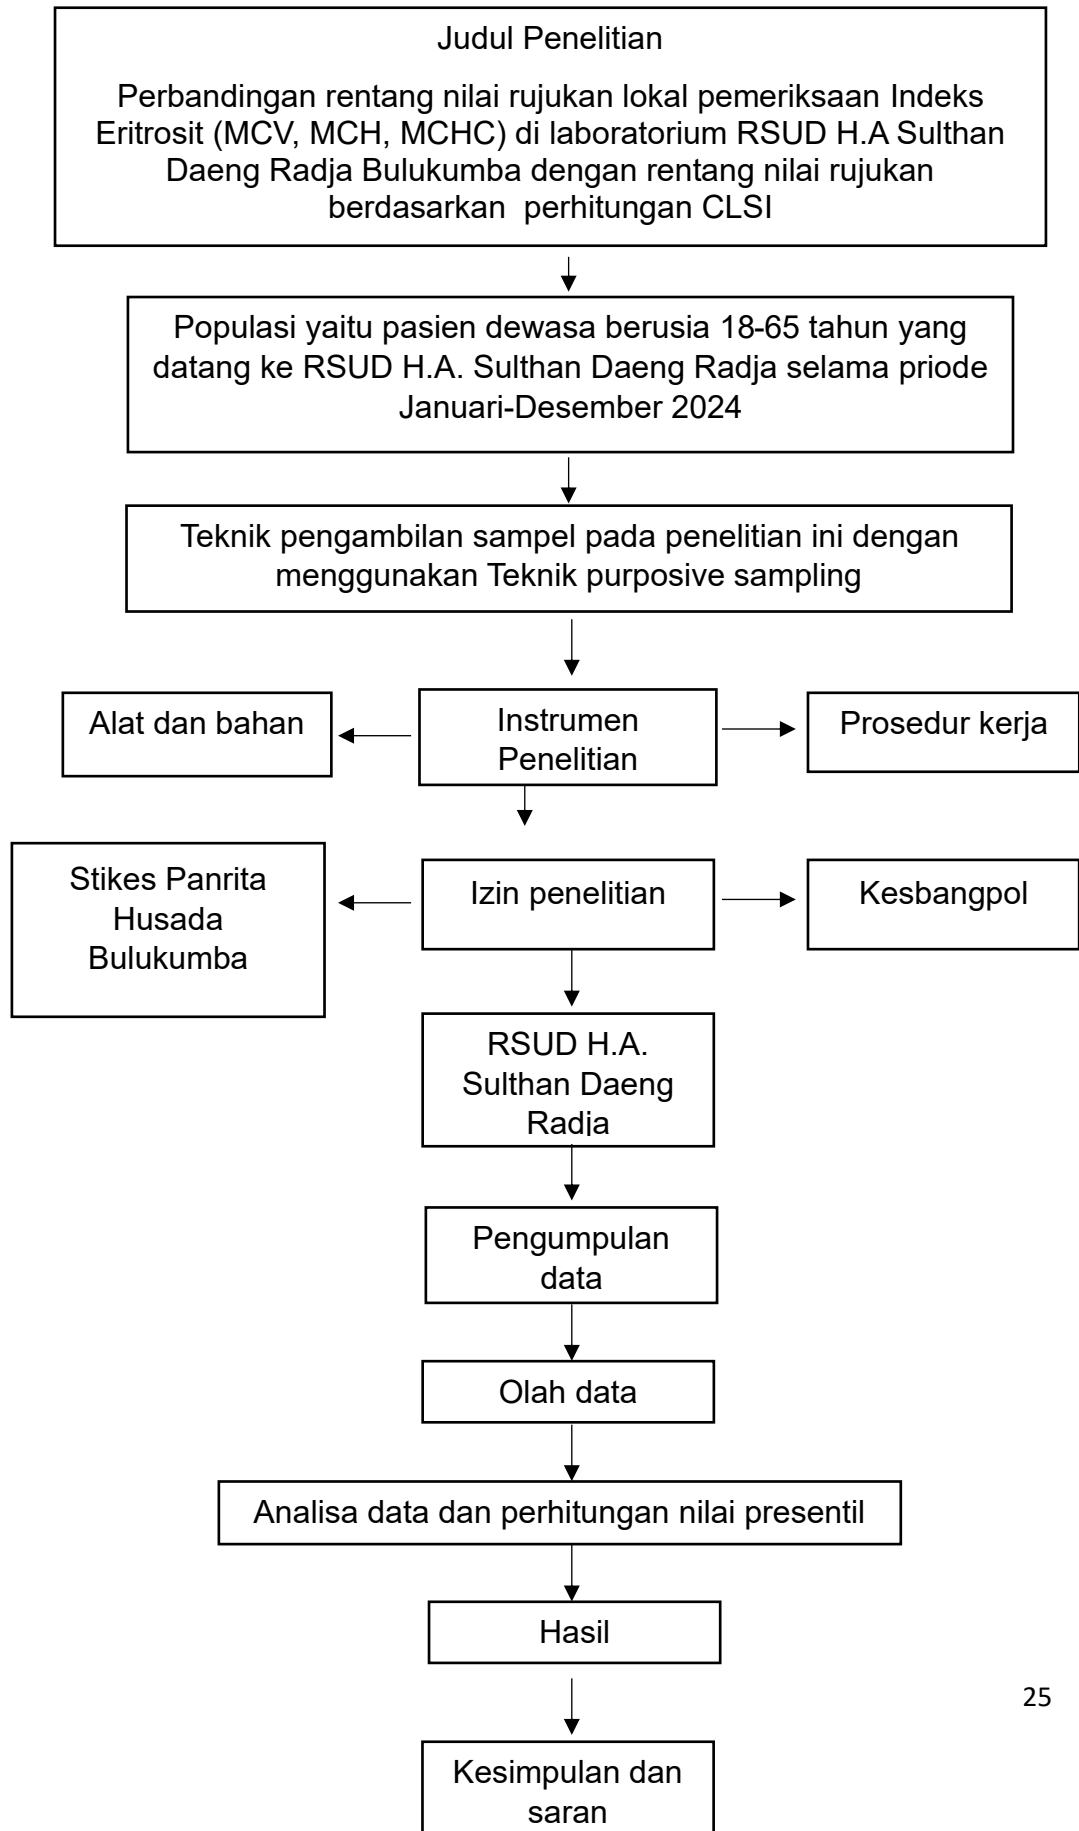 Judul Penelitian
Perbandingan rentang nilai rujukan lokal pemeriksaan Indeks
Eritrosit (MCV, MCH, MCHC) di laboratorium RSUD H.A Sulthan
Daeng Radja Bulukumba dengan rentang nilai rujukan
berdasarkan perhitungan CLSI
Populasi yaitu pasien dewasa berusia 18-65 tahun yang
datang ke RSUD H.A. Sulthan Daeng Radja selama priode
Januari-Desember 2024
Teknik pengambilan sampel pada penelitian ini dengan
menggunakan Teknik purposive sampling
Alat dan bahan
Instrumen
Penelitian
Prosedur kerja
Stikes Panrita
Husada
Bulukumba
Izin penelitian
Kesbangpol
RSUD H.A.
Sulthan Daeng
Radja
Pengumpulan
data
Olah data
Analisa data dan perhitungan nilai presentil
Hasil
25
Kesimpulan dan
saran